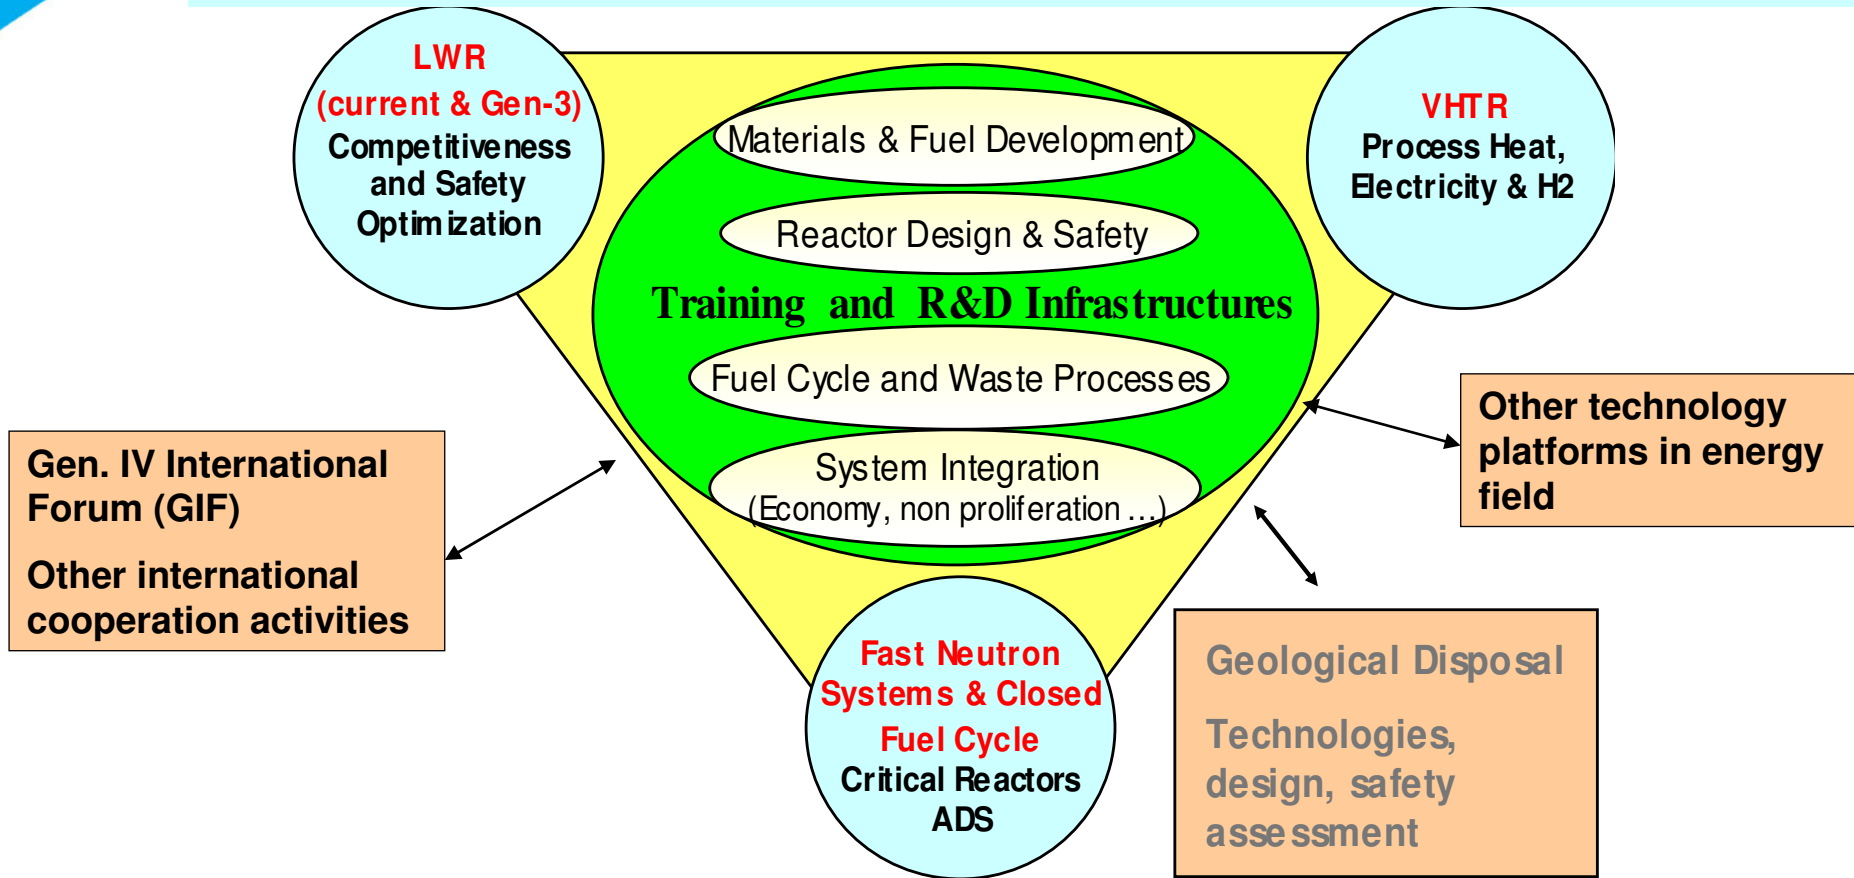 LWR
(current & Gen-3)
Competitiveness
and Safety
Optimization
VHTR
Process Heat,
Electricity & H2
Materials & Fuel Development
Reactor Design & Safety
Training and R&D Infrastructures
Fuel Cycle and Waste Processes
System Integration
(Economy, non proliferation ...)
Gen. IV International
Forum (GIF)
Other international
cooperation activities
Other technology
platforms in energy
field
Fast Neutron
Systems & Closed
Fuel Cycle
Critical Reactors
ADS
Geological Disposal
Technologies,
design, safety
assessment